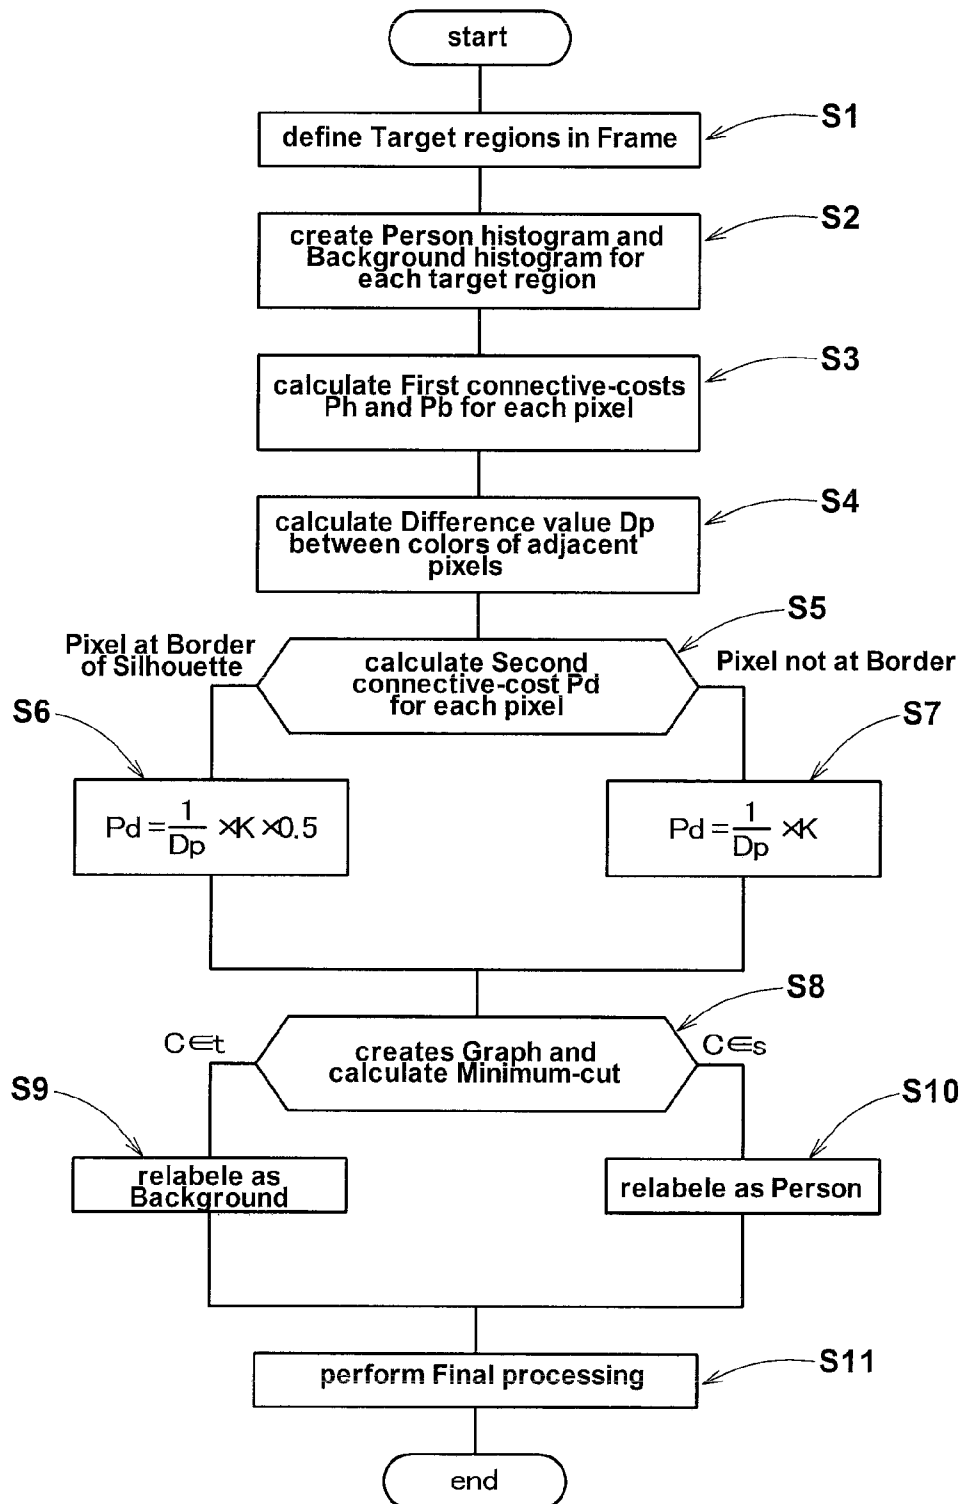 start
S1
define Target regions in Frame
S2
create Person histogram and
Background histogram for
each target region
S3
calculate First connective-costs
Ph and Pb for each pixel
S4
calculate Difference value Dp
between colors of adjacent
pixels
S5
Pixel at Border
of Silhouette
calculate Second
connective-cost Pd
for each pixel
Pixel not at Border
S6
S7
Pd = 1/Dp ×K ×0.5
Pd = 1/Dp ×K
S8
C∈t
creates Graph and
calculate Minimum-cut
C∈s
S9
S10
relabele as
Background
relabele as Person
S11
perform Final processing
end